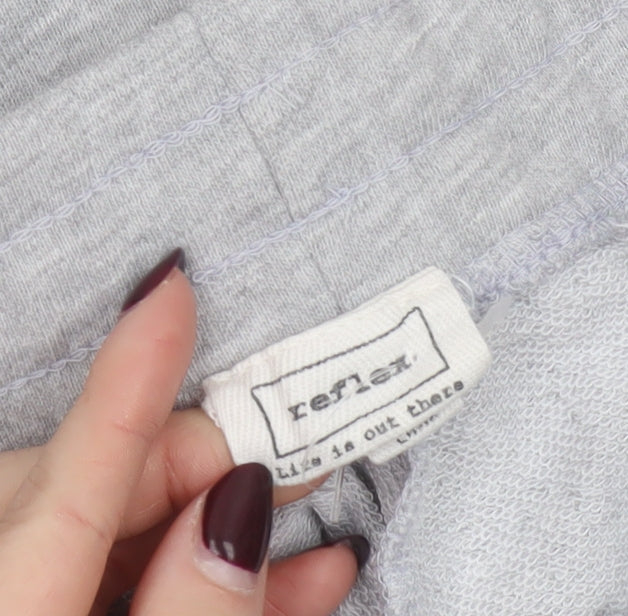 reflex
Life is out there